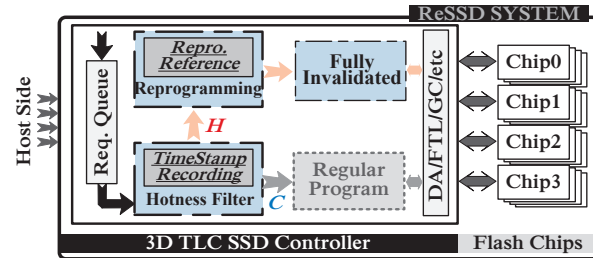 ReSSD SYSTEM
Host Side
Req. Queue
Repro.
Reference
Reprogramming
Fully
Invalidated
H
TimeStamp
Recording
Hotness Filter
C
Regular
Program
DA/FTL/GC/etc
Chip0
Chip1
Chip2
Chip3
3D TLC SSD Controller
Flash Chips